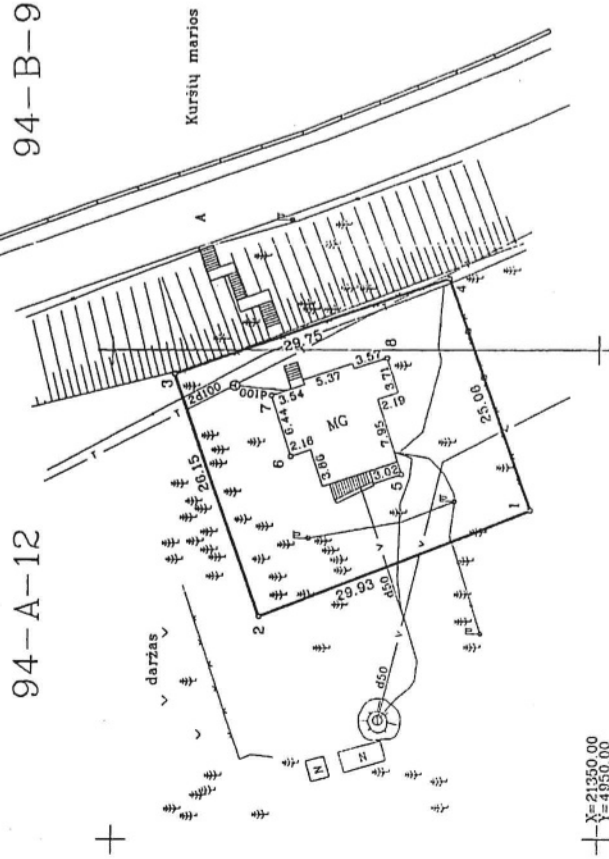 94-A-12
94-B-9
Kuršių marios
A
daržas
3
2d100
d100
26.15
29.75
4
7
3.54
5.37
3.57
8
6.44
6
2.16
MG
3.71
2.19
3.86
7.95
3.02
5
25.06
1
2
29.93
d50
d50
N
N
X=21350.00
Y=4950.00